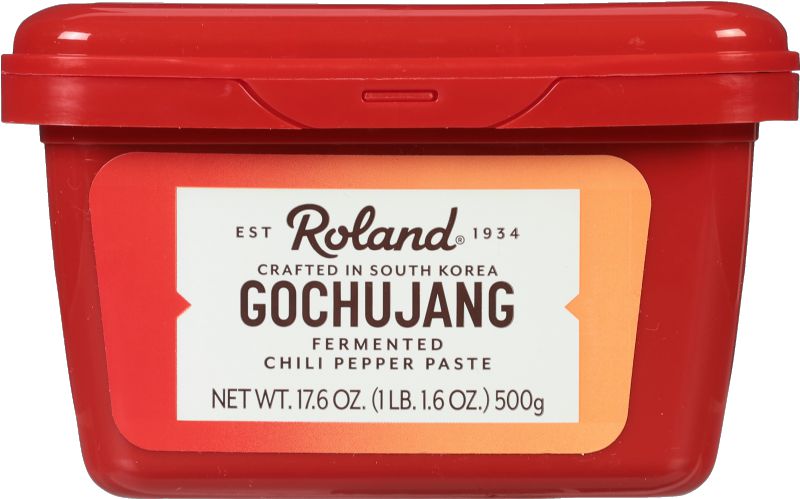 EST Roland® 1934
CRAFTED IN SOUTH KOREA
GOCHUJANG
FERMENTED
CHILI PEPPER PASTE
NET WT. 17.6 OZ. (1 LB. 1.6 OZ.) 500g